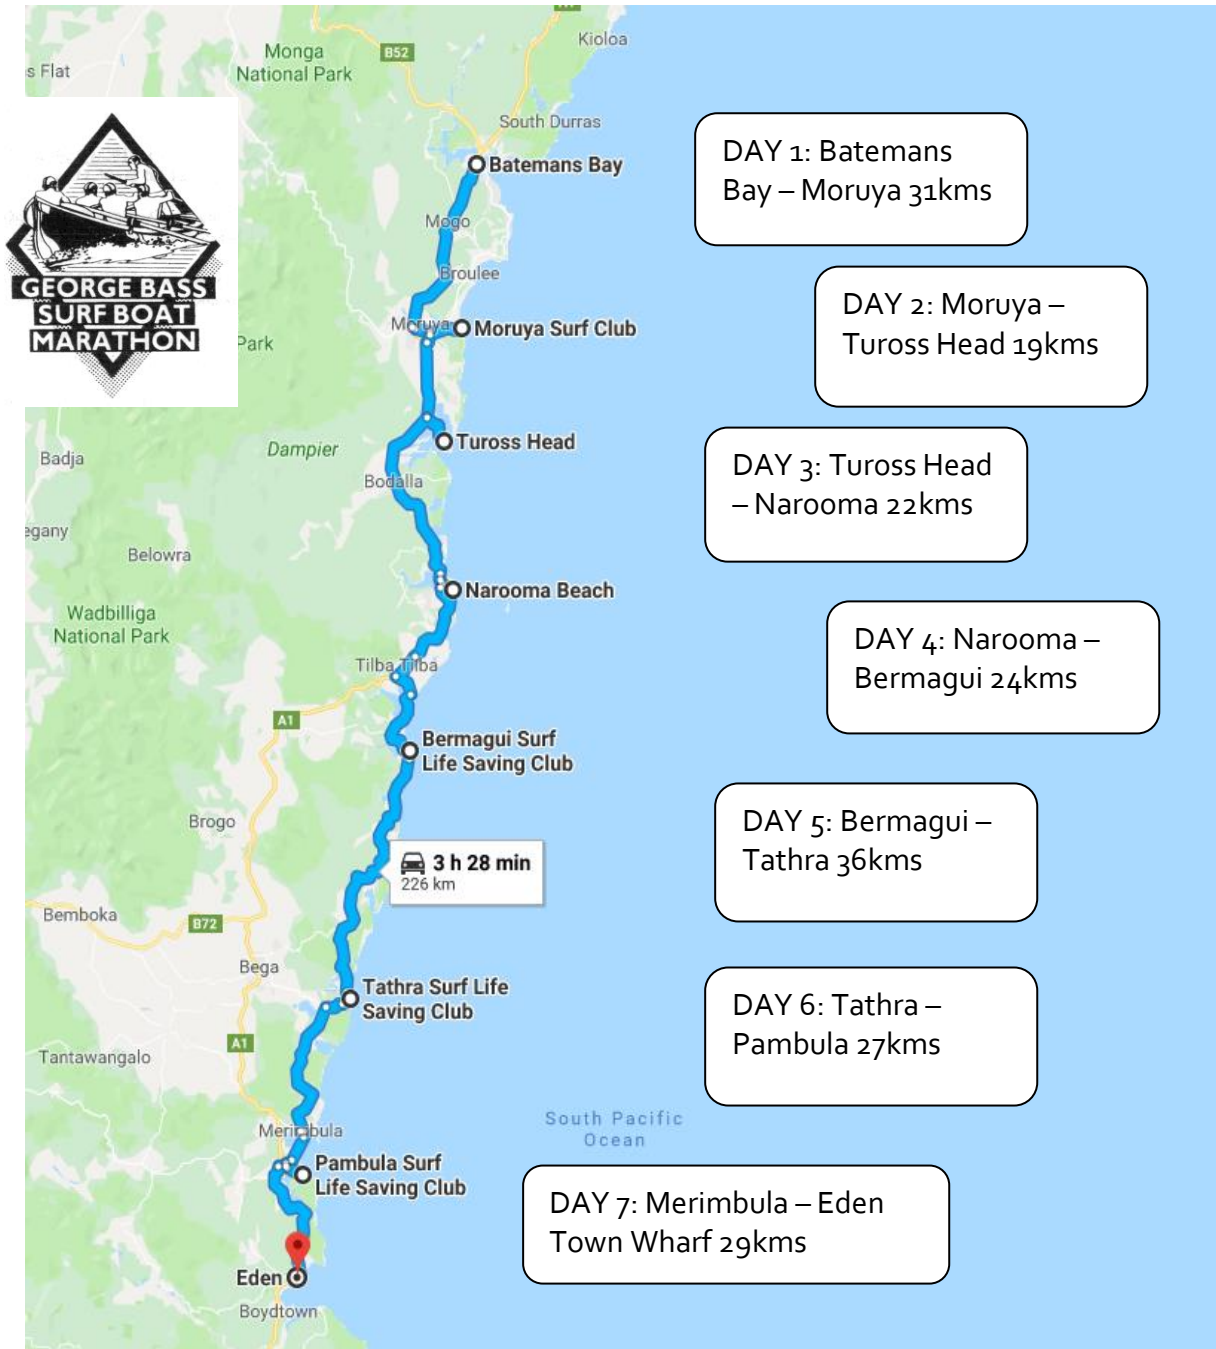 Kioloa
Monga
National Park
B52
s Flat
South Durras
Batemans Bay
DAY 1: Batemans
Bay – Moruya 31kms
Mogo
Broulee
GEORGE BASS
SURF BOAT
MARATHON
Park
Moruya
Moruya Surf Club
DAY 2: Moruya –
Tuross Head 19kms
Dampier
Tuross Head
Badja
Bodalla
DAY 3: Tuross Head
– Narooma 22kms
egany
Belowra
Narooma Beach
Wadbilliga
National Park
DAY 4: Narooma –
Bermagui 24kms
Tilba Tilba
A1
Bermagui Surf
Life Saving Club
Brogo
3 h 28 min
226 km
DAY 5: Bermagui –
Tathra 36kms
Bemboka
B72
Bega
Tathra Surf Life
Saving Club
DAY 6: Tathra –
Pambula 27kms
A1
Tantawangalo
South Pacific
Ocean
Merimbula
Pambula Surf
Life Saving Club
DAY 7: Merimbula – Eden
Town Wharf 29kms
Eden
Boydtown